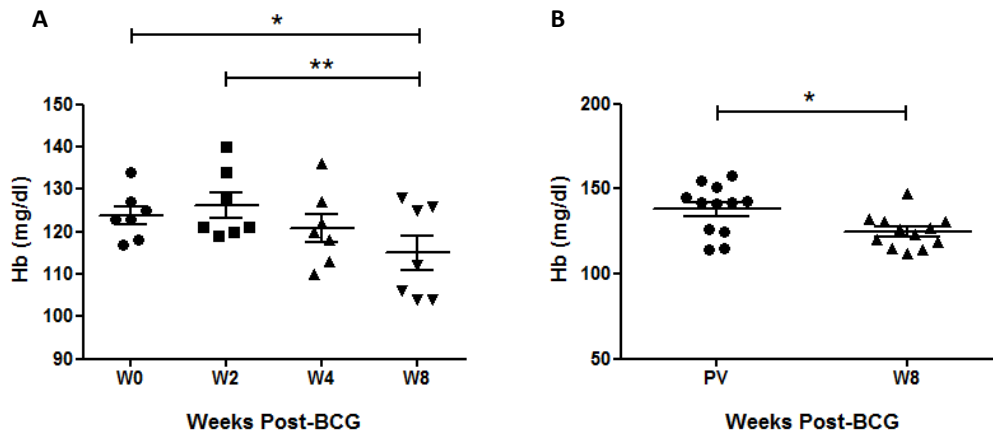 A
*
**
Hb (mg/dl)
150
140
130
120
110
100
90
W0 W2 W4 W8
Weeks Post-BCG
B
*
Hb (mg/dl)
200
150
100
50
PV W8
Weeks Post-BCG